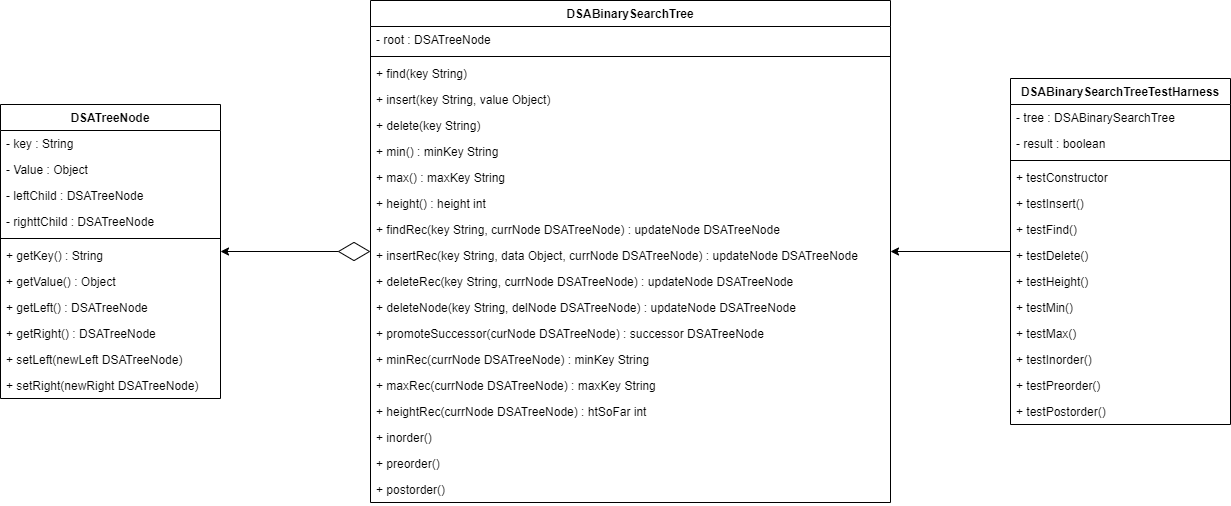 DSATreeNode
- key : String
- Value : Object
- leftChild : DSATreeNode
- righttChild : DSATreeNode
+ getKey() : String
+ getValue() : Object
+ getLeft() : DSATreeNode
+ getRight() : DSATreeNode
+ setLeft(newLeft DSATreeNode)
+ setRight(newRight DSATreeNode)
DSABinarySearchTree
- root : DSATreeNode
+ find(key String)
+ insert(key String, value Object)
+ delete(key String)
+ min() : minKey String
+ max() : maxKey String
+ height() : height int
+ findRec(key String, currNode DSATreeNode) : updateNode DSATreeNode
+ insertRec(key String, data Object, currNode DSATreeNode) : updateNode DSATreeNode
+ deleteRec(key String, currNode DSATreeNode) : updateNode DSATreeNode
+ deleteNode(key String, delNode DSATreeNode) : updateNode DSATreeNode
+ promoteSuccessor(curNode DSATreeNode) : successor DSATreeNode
+ minRec(currNode DSATreeNode) : minKey String
+ maxRec(currNode DSATreeNode) : maxKey String
+ heightRec(currNode DSATreeNode) : htSoFar int
+ inorder()
+ preorder()
+ postorder()
DSABinarySearchTreeTestHarness
- tree : DSABinarySearchTree
- result : boolean
+ testConstructor
+ testInsert()
+ testFind()
+ testDelete()
+ testHeight()
+ testMin()
+ testMax()
+ testInorder()
+ testPreorder()
+ testPostorder()